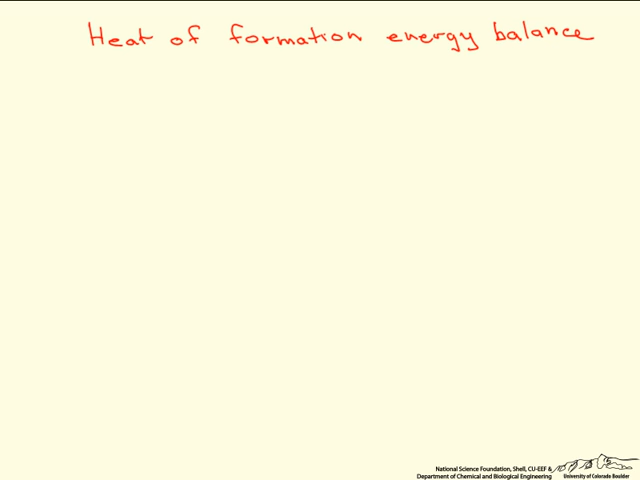 Heat of formation energy balance
National Science Foundation, Shell, CU-EEF &
Department of Chemical and Biological Engineering
University of Colorado Boulder